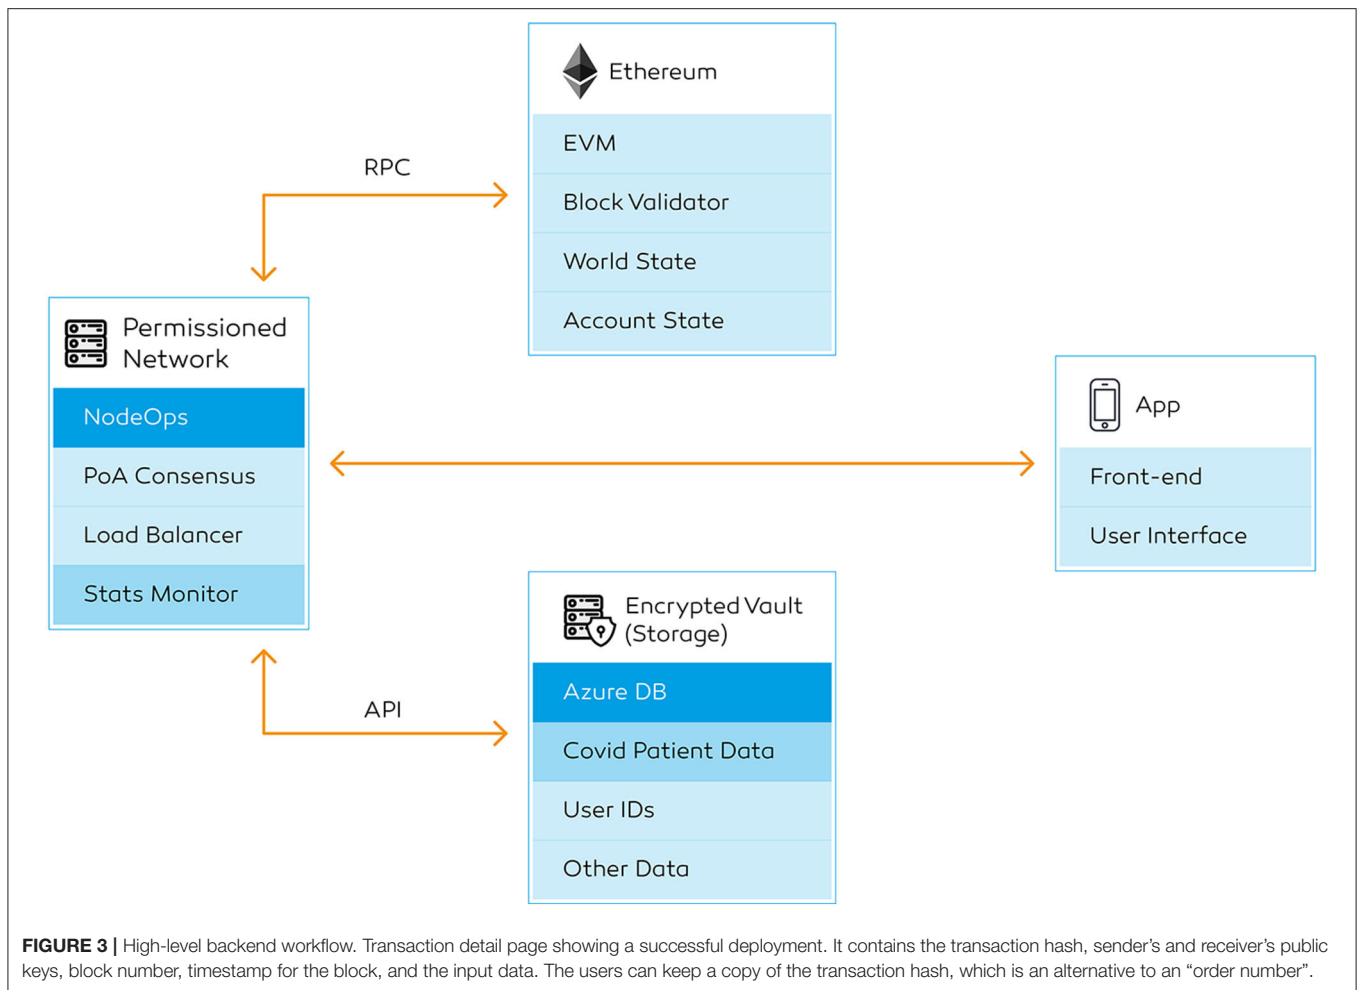 Ethereum
EVM
Block Validator
World State
Account State
RPC
Permissioned
Network
NodeOps
PoA Consensus
Load Balancer
Stats Monitor
App
Front-end
User Interface
API
Encrypted Vault
(Storage)
Azure DB
Covid Patient Data
User IDs
Other Data
FIGURE 3 | High-level backend workflow. Transaction detail page showing a successful deployment. It contains the transaction hash, sender’s and receiver’s public
keys, block number, timestamp for the block, and the input data. The users can keep a copy of the transaction hash, which is an alternative to an “order number”.